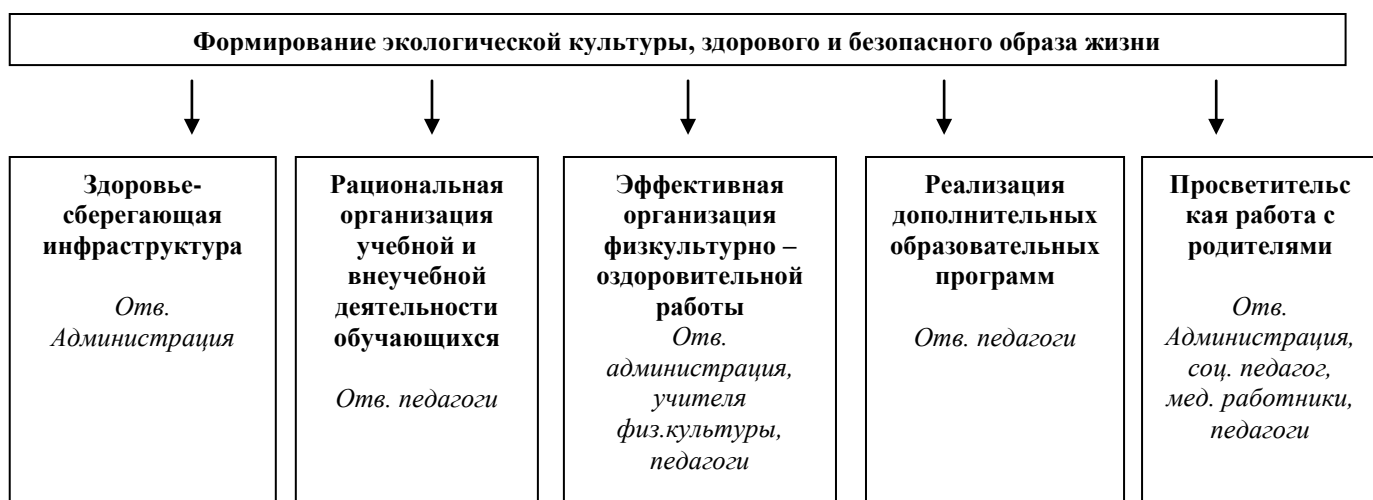 Формирование экологической культуры, здорового и безопасного образа жизни
Здоровье-
сберегающая
инфраструктура
Отв.
Администрация
Рациональная
организация
учебной и
внеучебной
деятельности
обучающихся
Отв. педагоги
Эффективная
организация
физкультурно –
оздоровительной
работы
Отв.
администрация,
учителя
физ.культуры,
педагоги
Реализация
дополнительных
образовательных
программ
Отв. педагоги
Просветительс
кая работа с
родителями
Отв.
Администрация,
соц. педагог,
мед. работники,
педагоги